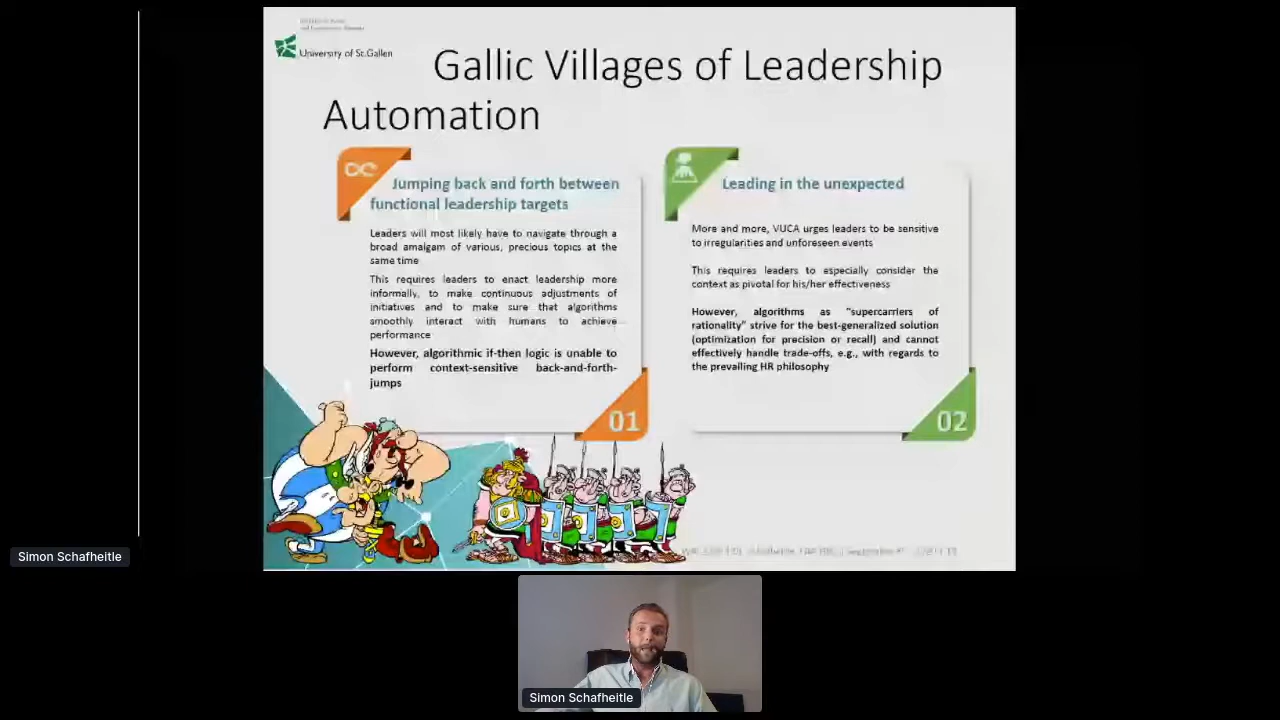 University of St.Gallen
Gallic Villages of Leadership
Automation
Jumping back and forth between
functional leadership targets
Leaders will most likely have to navigate through a
broad amalgam of various, precious topics at the
same time
This requires leaders to enact leadership more
informally, to make continuous adjustments of
initiatives and to make sure that algorithms
smoothly interact with humans to achieve
performance
However, algorithmic if-then logic is unable to
perform context-sensitive back-and-forth-
jumps
01
Leading in the unexpected
More and more, VUCA urges leaders to be sensitive
to irregularities and unforeseen events
This requires leaders to especially consider the
context as pivotal for his/her effectiveness
However, algorithms as "supercarriers of
rationality" strive for the best-generalized solution
(optimization for precision or recall) and cannot
effectively handle trade-offs, e.g., with regards to
the prevailing HR philosophy
02
Simon Schafheitle
Simon Schafheitle